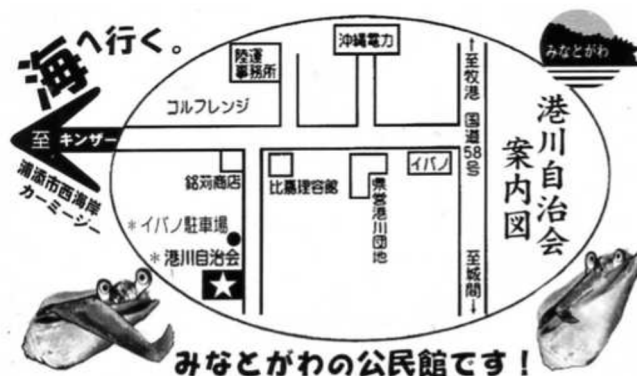 海へ行く。
至 キンザー
浦添市西海岸
カーミージー
陸運
事務所
沖縄電力
ゴルフレンジ
←至牧港 国道58号 至城間→
みなとがわ
港川自治会
案内図
銘苅商店
比嘉理容館
県営港川団地
イバノ
*イバノ駐車場
*港川自治会
みなとがわの公民館です!